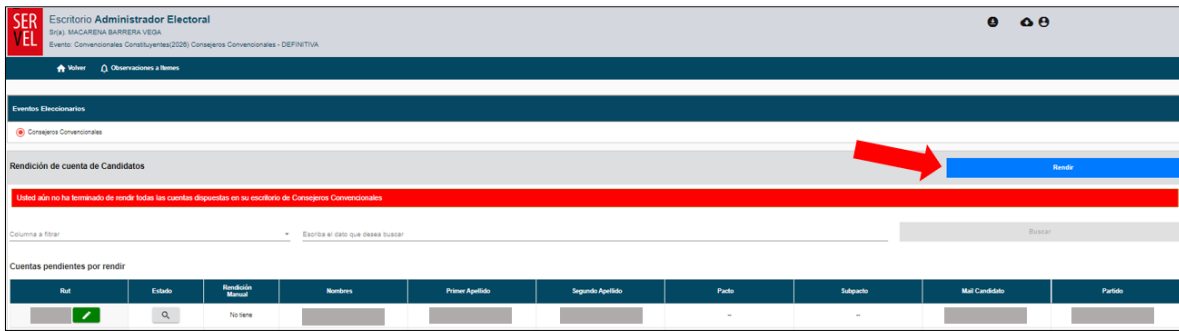 SER
VEL
Escritorio Administrador Electoral
Sr(a). MACARENA BARRERA VEGA
Evento: Convencionales Constituyentes(2026) Consejeros Convencionales - DEFINITIVA
Volver Observaciones a Itemes
Eventos Eleccionarios
Consejeros Convencionales
Rendición de cuenta de Candidatos
Rendir
Usted aún no ha terminado de rendir todas las cuentas dispuestas en su escritorio de Consejeros Convencionales
Columna a filtrar Escriba el dato que desea buscar Buscar
Cuentas pendientes por rendir
Rut Estado Rendición Manual Nombres Primer Apellido Segundo Apellido Pacto Subpacto Mail Candidato Partido
No tiene – –